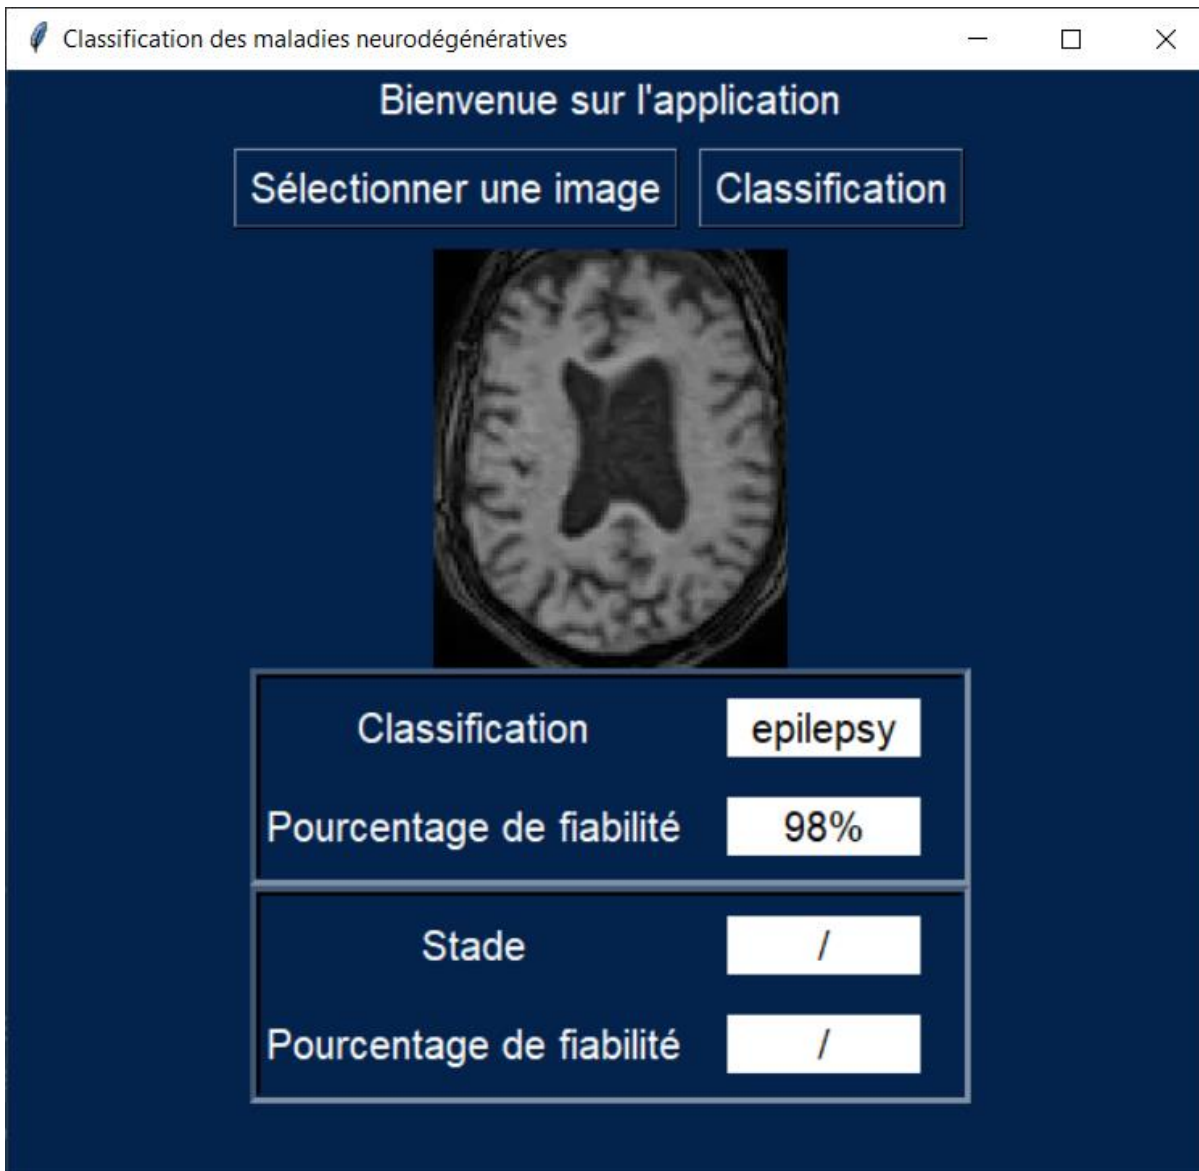 Classification des maladies neurodégénératives
Bienvenue sur l'application
Sélectionner une image Classification
Classification epilepsy
Pourcentage de fiabilité 98%
Stade /
Pourcentage de fiabilité /